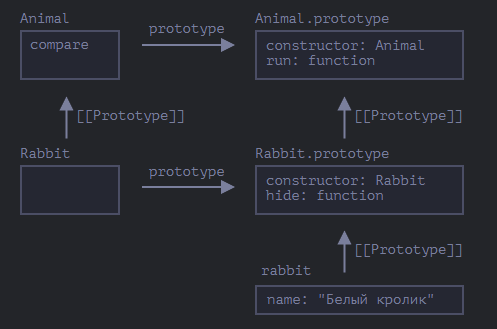 Animal
compare
prototype
Animal.prototype
constructor: Animal
run: function
[[Prototype]]
[[Prototype]]
Rabbit
prototype
Rabbit.prototype
constructor: Rabbit
hide: function
[[Prototype]]
rabbit
name: "Белый кролик"